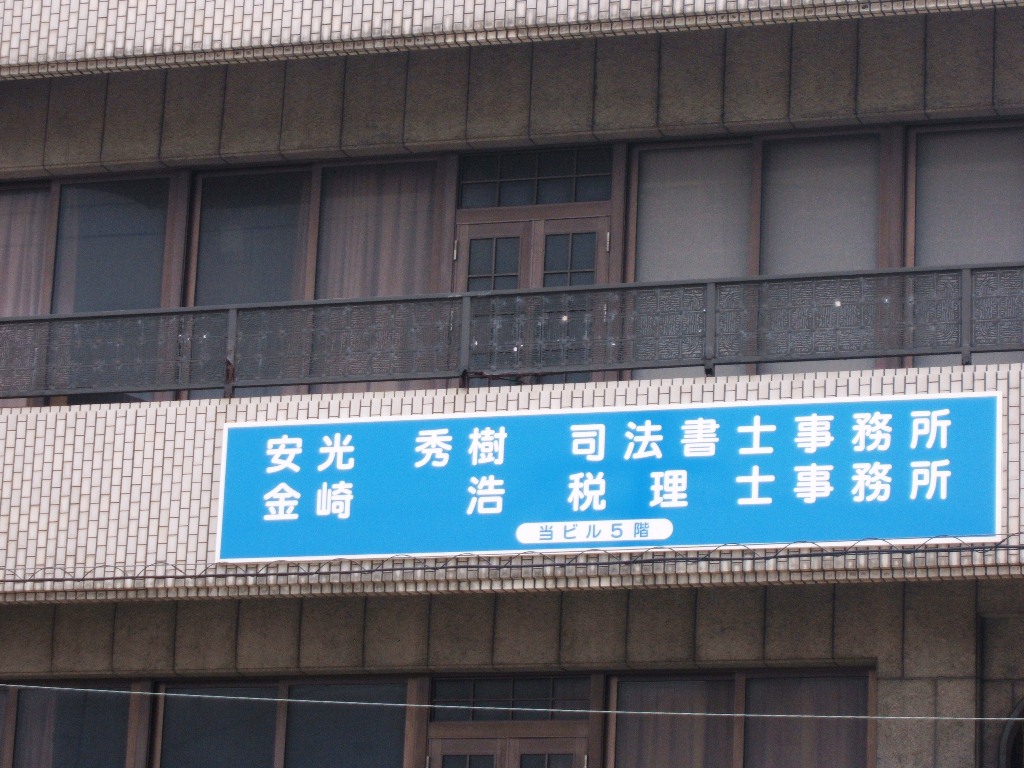 安光 秀樹 司法書士事務所
金崎 浩 税理士事務所
当ビル5階